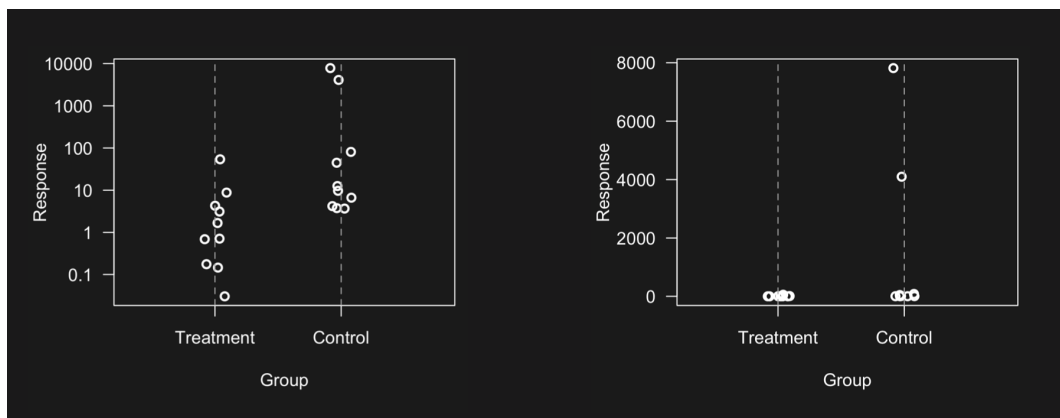 10000
1000
100
10
1
0.1
Response
Treatment Control
Group
8000
6000
4000
2000
0
Response
Treatment Control
Group